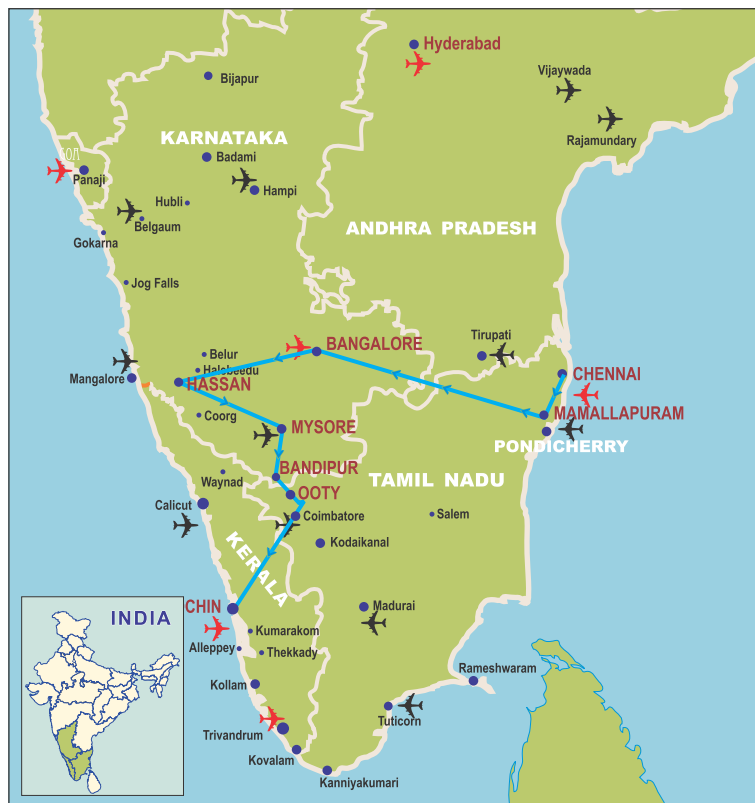 Hyderabad
Vijaywada
Bijapur
Rajamundary
KARNATAKA
GOA
Badami
Panaji
Hampi
Hubli
Belgaum
ANDHRA PRADESH
Gokarna
Jog Falls
Tirupati
BANGALORE
Belur
Halebeedu
CHENNAI
Mangalore
HASSAN
Coorg
MAMALLAPURAM
MYSORE
PONDICHERRY
BANDIPUR
TAMIL NADU
Waynad
OOTY
Calicut
Coimbatore
Salem
KERALA
Kodaikanal
CHIN
Madurai
INDIA
Kumarakom
Alleppey
Thekkady
Rameshwaram
Kollam
Tuticorn
Trivandrum
Kovalam
Kanniyakumari